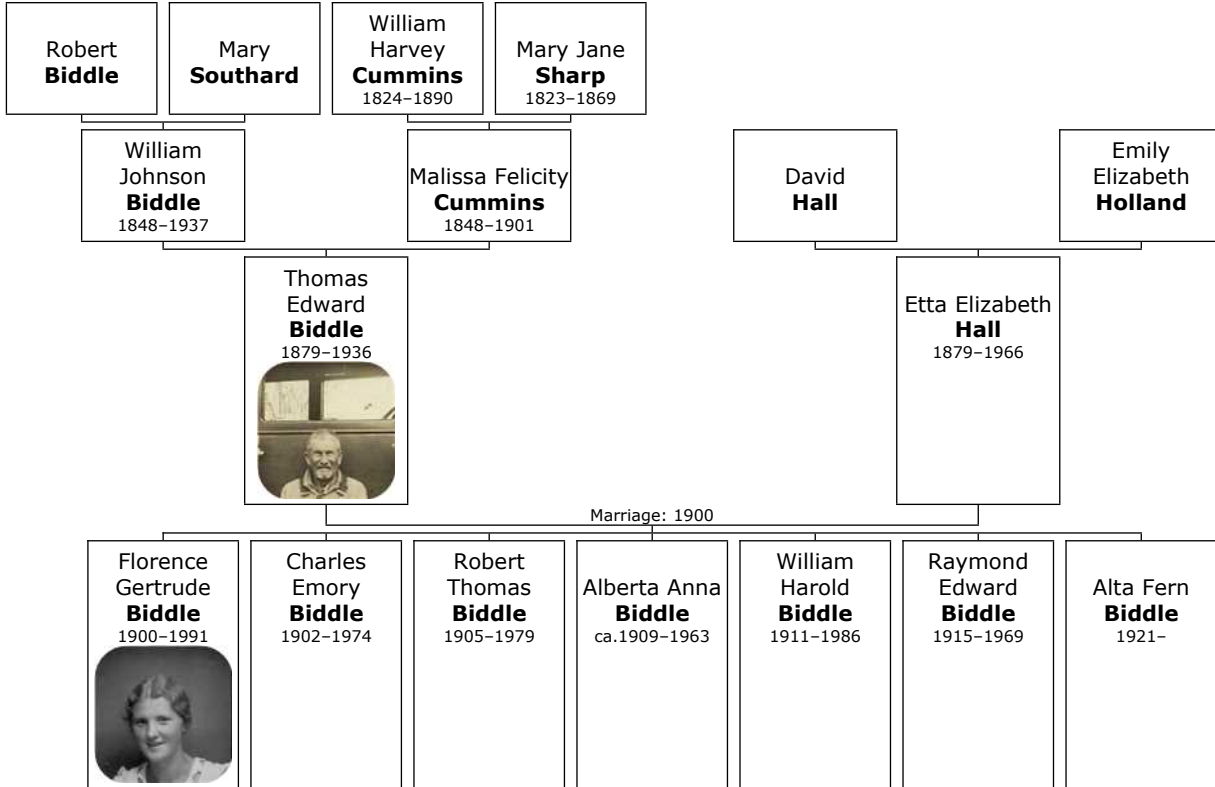 Robert
Biddle
Mary
Southard
William
Harvey
Cummins
1824–1890
Mary Jane
Sharp
1823–1869
William
Johnson
Biddle
1848–1937
Malissa Felicity
Cummins
1848–1901
David
Hall
Emily
Elizabeth
Holland
Thomas
Edward
Biddle
1879–1936
Etta Elizabeth
Hall
1879–1966
Marriage: 1900
Florence
Gertrude
Biddle
1900–1991
Charles
Emory
Biddle
1902–1974
Robert
Thomas
Biddle
1905–1979
Alberta Anna
Biddle
ca.1909–1963
William
Harold
Biddle
1911–1986
Raymond
Edward
Biddle
1915–1969
Alta Fern
Biddle
1921–